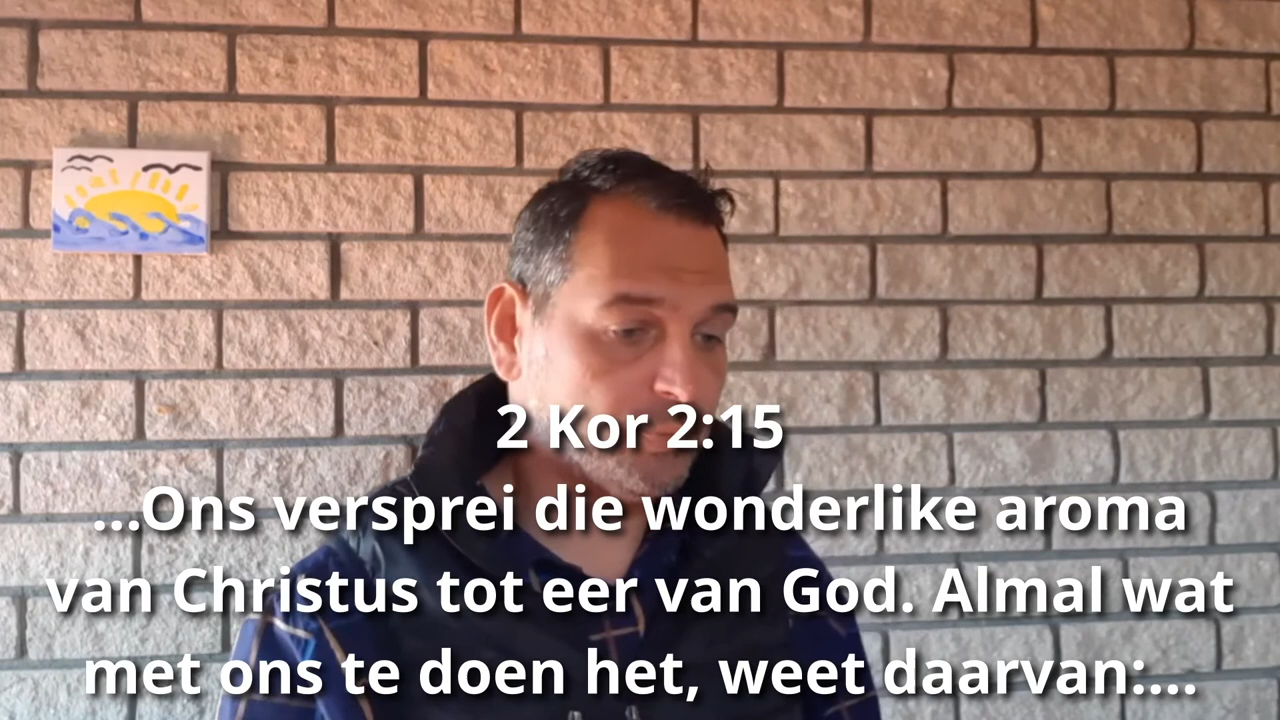 2 Kor 2:15
...Ons versprei die wonderlike aroma
van Christus tot eer van God. Almal wat
met ons te doen het, weet daarvan:...